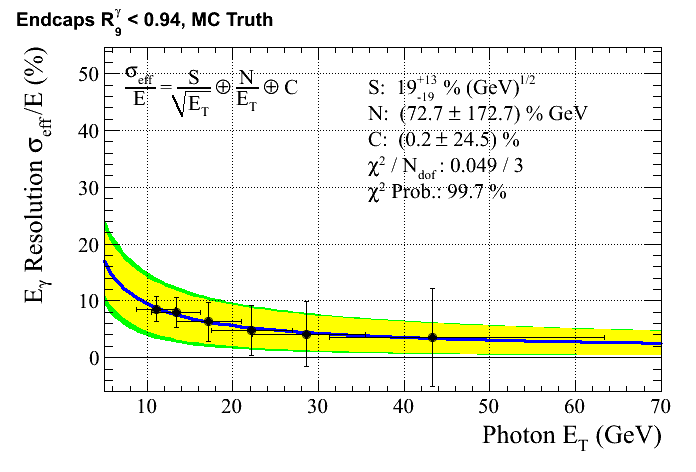 Endcaps R₉ᵞ < 0.94, MC Truth
E_γ Resolution σ_eff/E (%)
σ_eff/E = S/√E_T ⊕ N/E_T ⊕ C
S: 19 +13 -19 % (GeV)^1/2
N: (72.7 ± 172.7) % GeV
C: (0.2 ± 24.5) %
χ² / N_dof : 0.049 / 3
χ² Prob.: 99.7 %
50
40
30
20
10
0
10 20 30 40 50 60 70
Photon E_T (GeV)